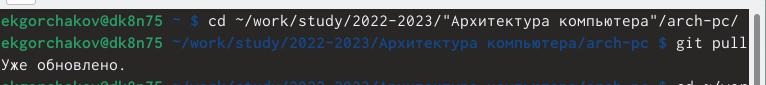 ekgorchakov@dk8n75 ~ $ cd ~/work/study/2022-2023/"Архитектура компьютера"/arch-pc/
ekgorchakov@dk8n75 ~/work/study/2022-2023/Архитектура компьютера/arch-pc $ git pull
Уже обновлено.